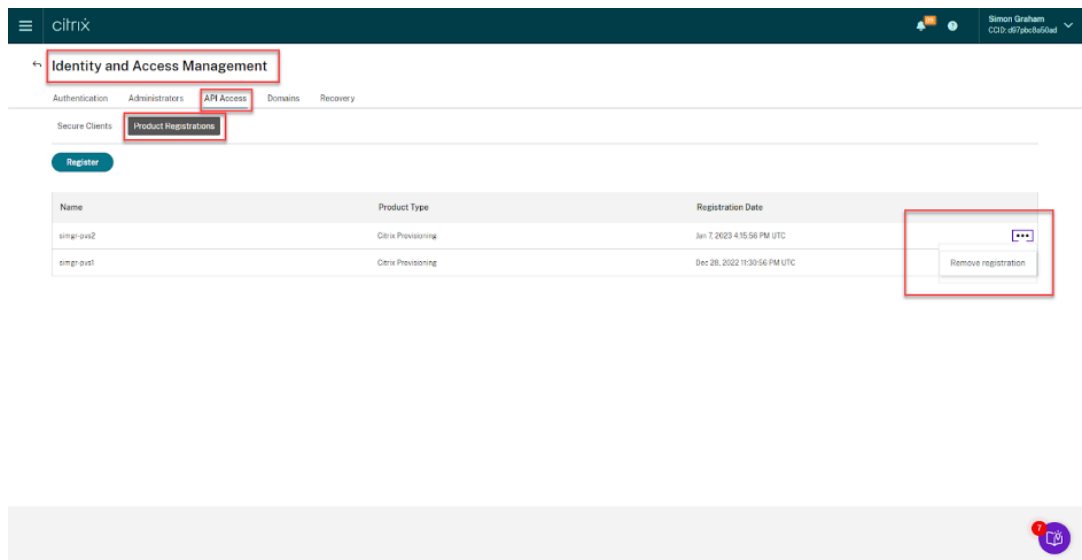 citrix
Simon Graham
CCID: d97pbc8a50ad
Identity and Access Management
Authentication Administrators API Access Domains Recovery
Secure Clients Product Registrations
Register
Name Product Type Registration Date
simgr-pvs2 Citrix Provisioning Jan 7, 2023 4:15:56 PM UTC
simgr-pvs1 Citrix Provisioning Dec 28, 2022 11:30:56 PM UTC
Remove registration
7